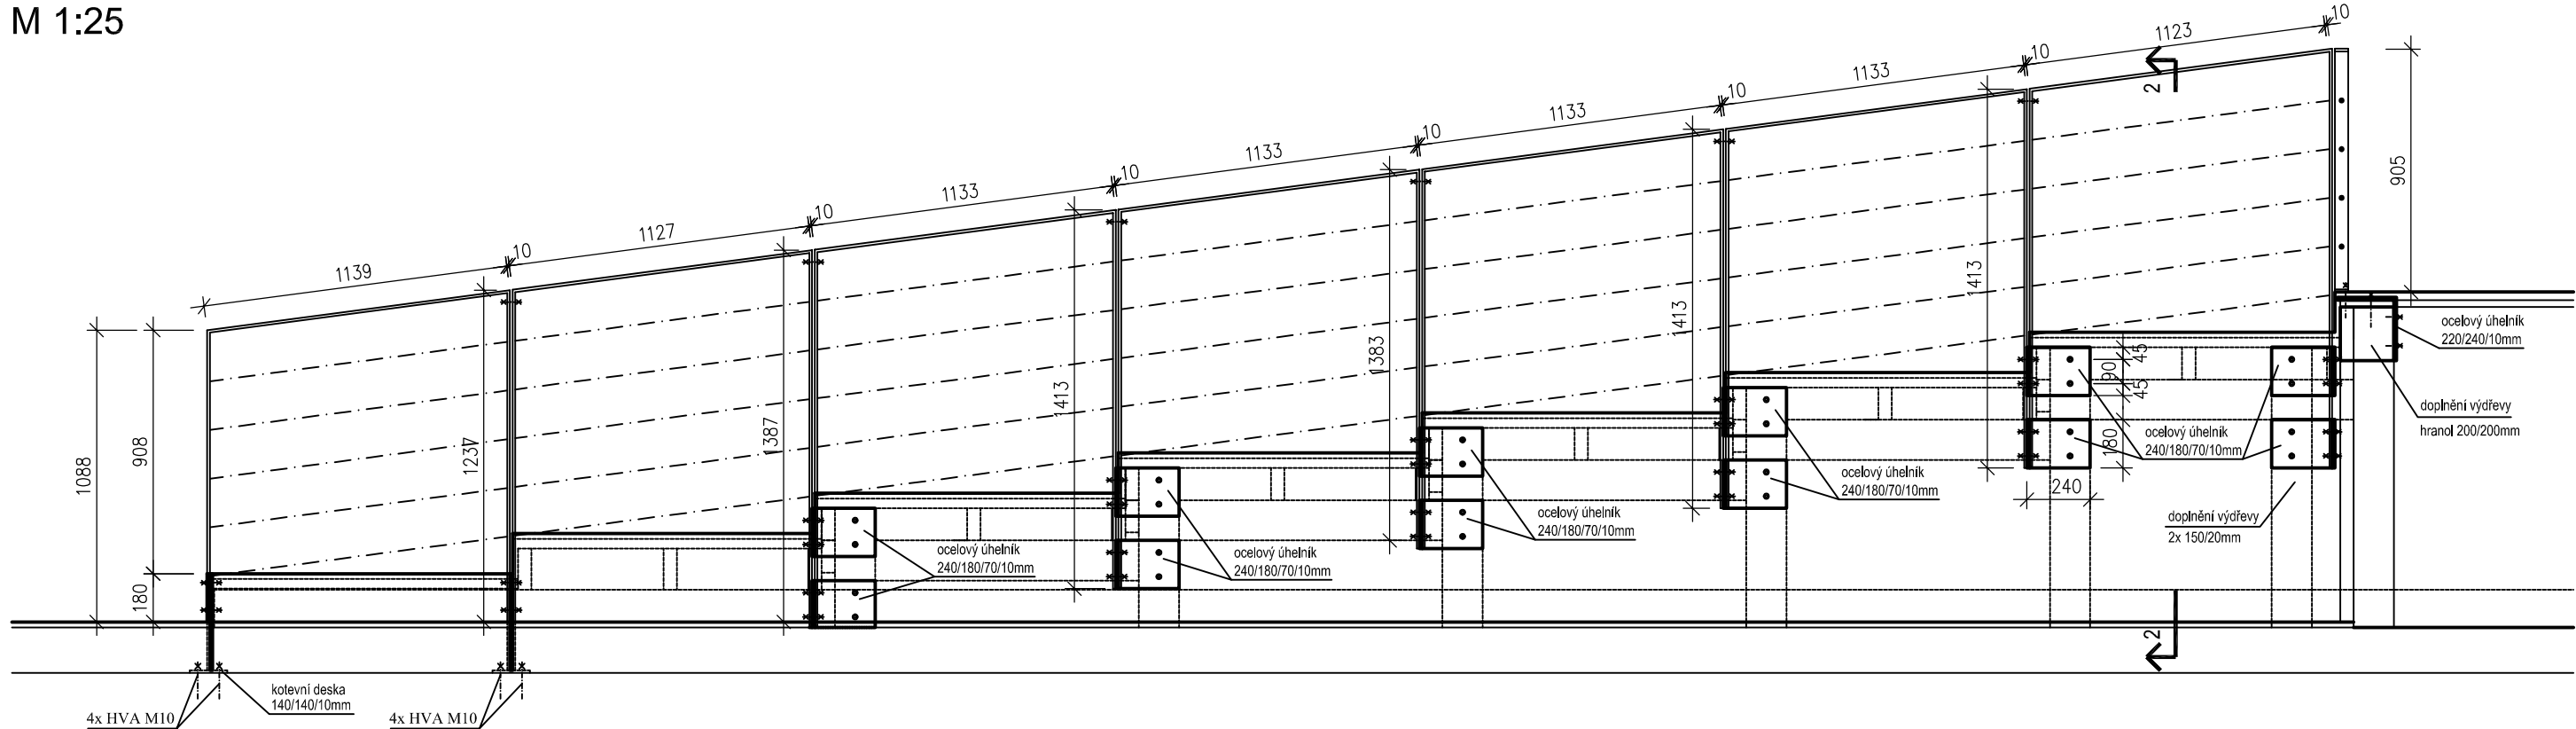 M 1:25
1139
10
1127
10
1133
10
1133
10
1133
10
1133
10
1123
10
2
905
1088
908
180
1237
1387
1413
1383
1413
1413
45
90
45
180
240
ocelový úhelník
220/240/10mm
doplnění výdřevy
hranol 200/200mm
ocelový úhelník
240/180/70/10mm
doplnění výdřevy
2x 150/20mm
ocelový úhelník
240/180/70/10mm
ocelový úhelník
240/180/70/10mm
ocelový úhelník
240/180/70/10mm
ocelový úhelník
240/180/70/10mm
2
kotevní deska
140/140/10mm
4x HVA M10
4x HVA M10